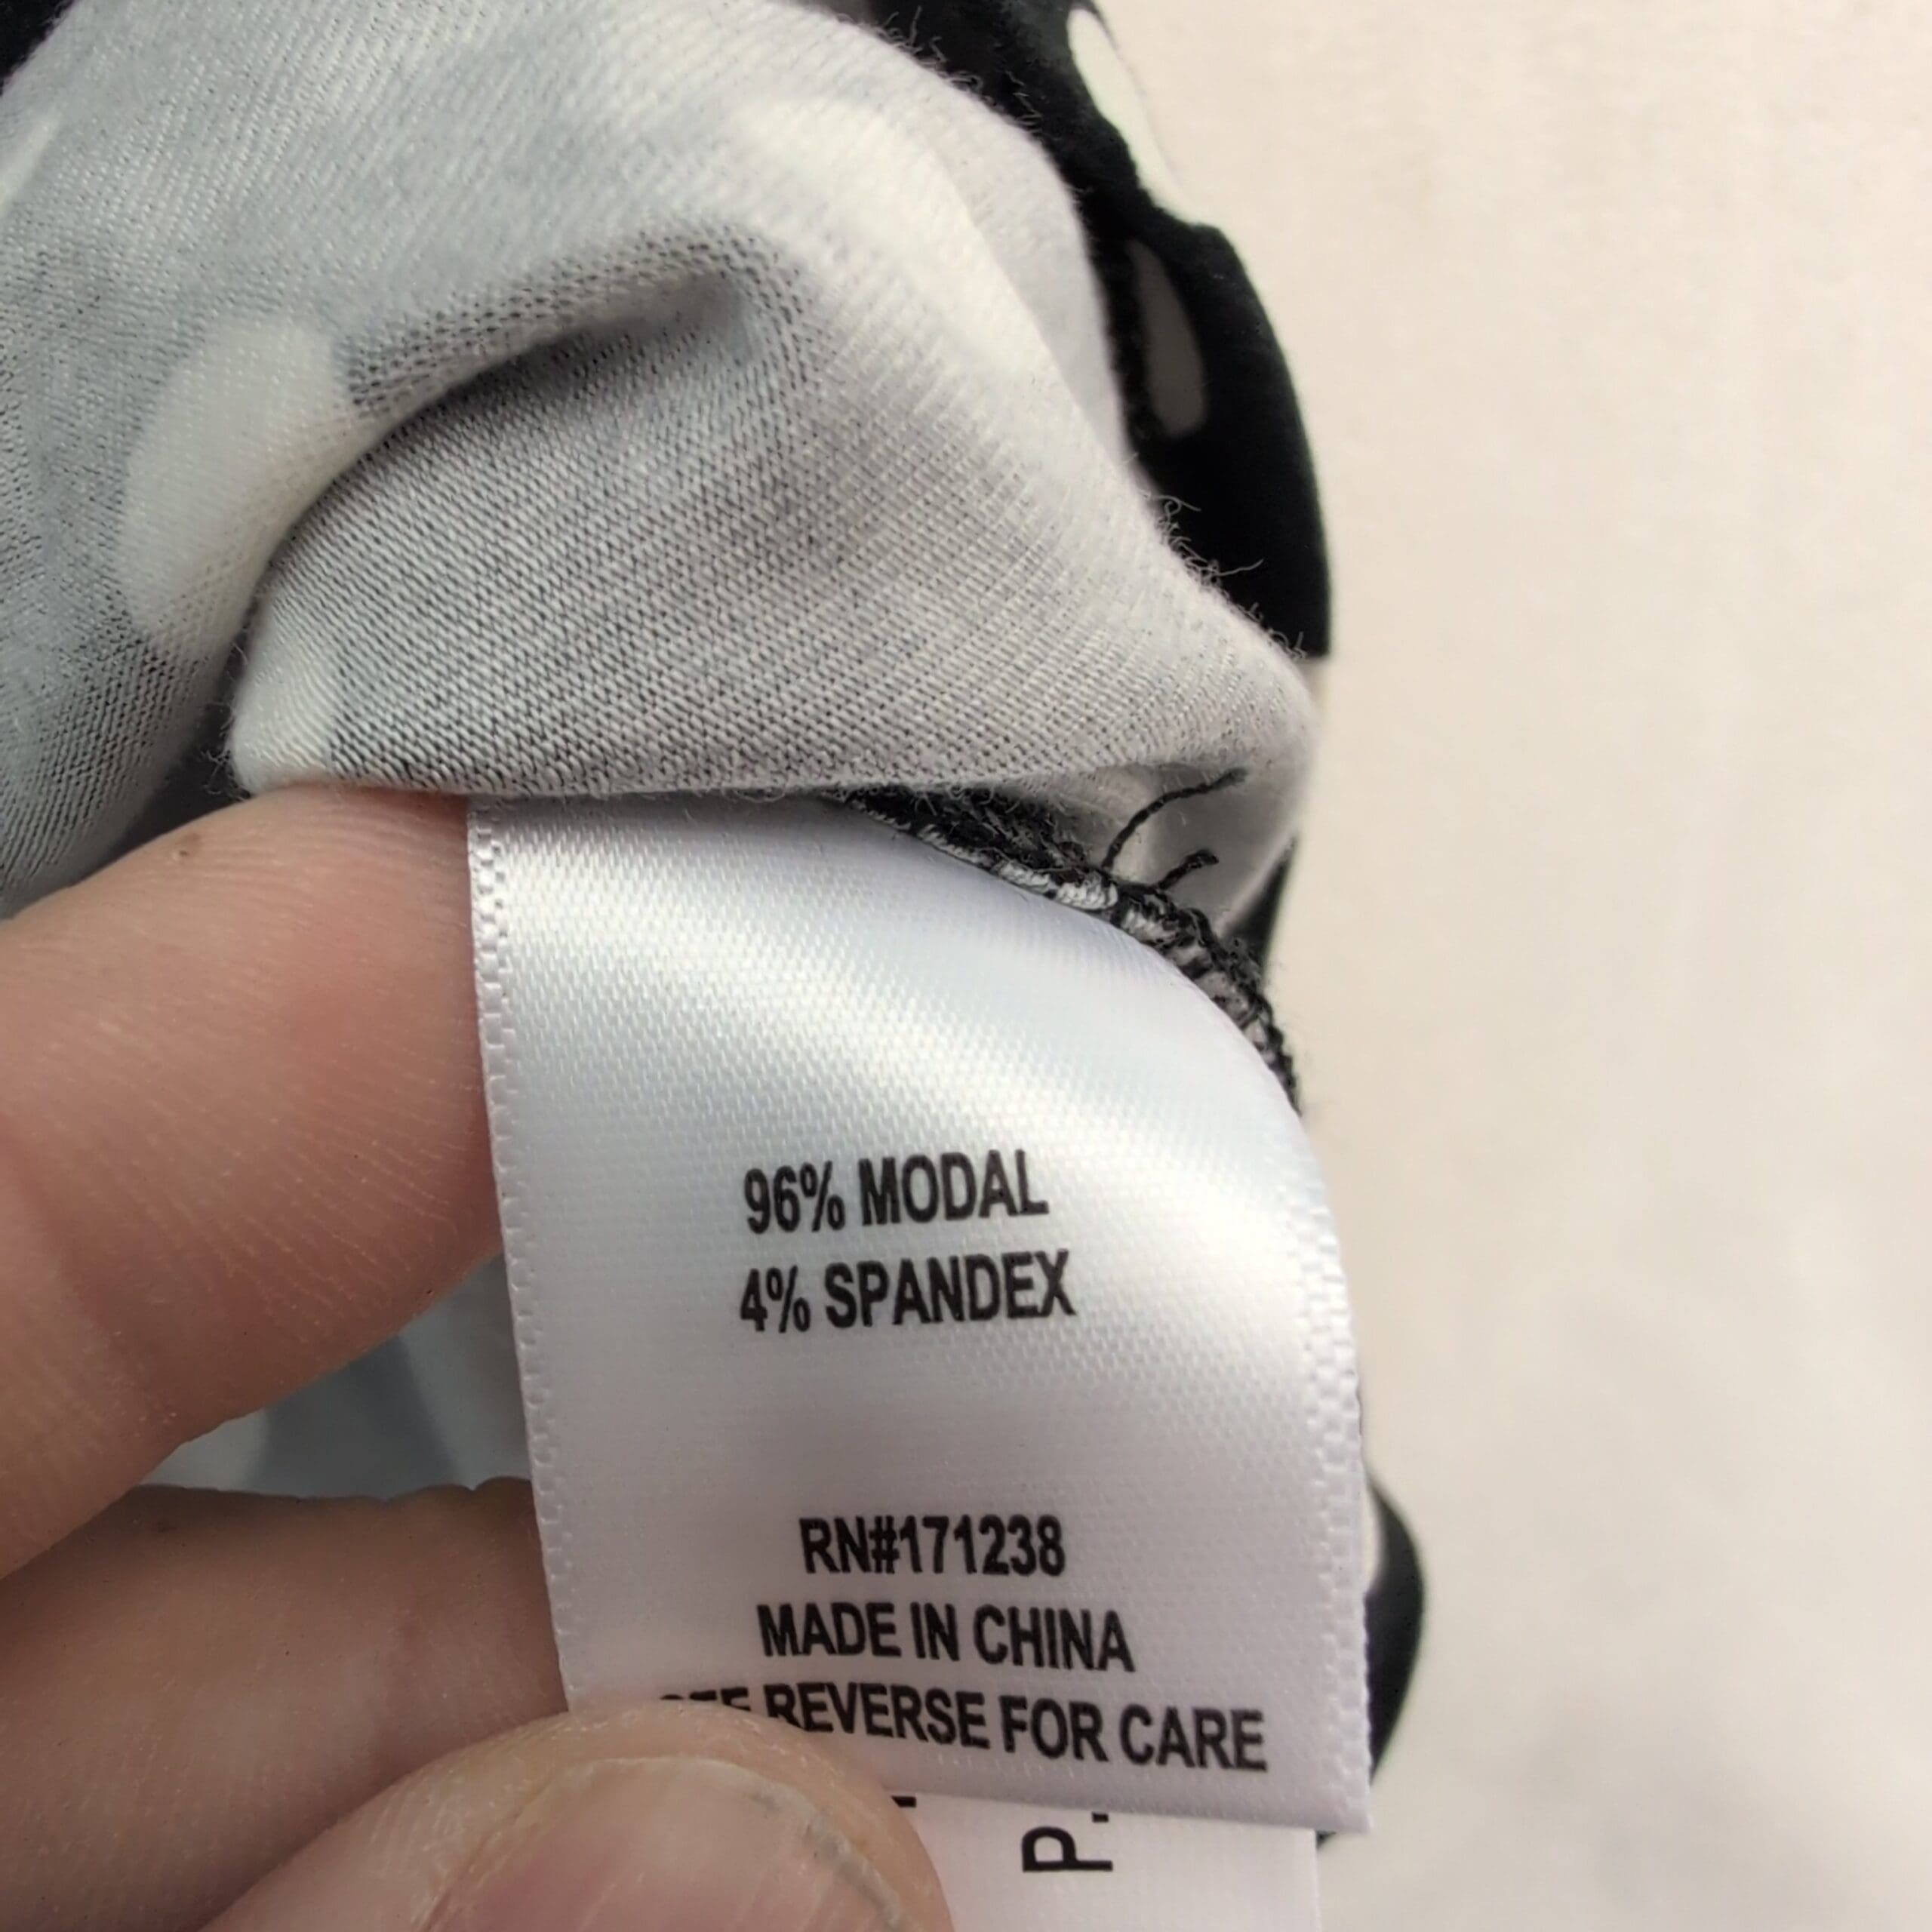 96% MODAL
4% SPANDEX
RN#171238
MADE IN CHINA
REVERSE FOR CARE